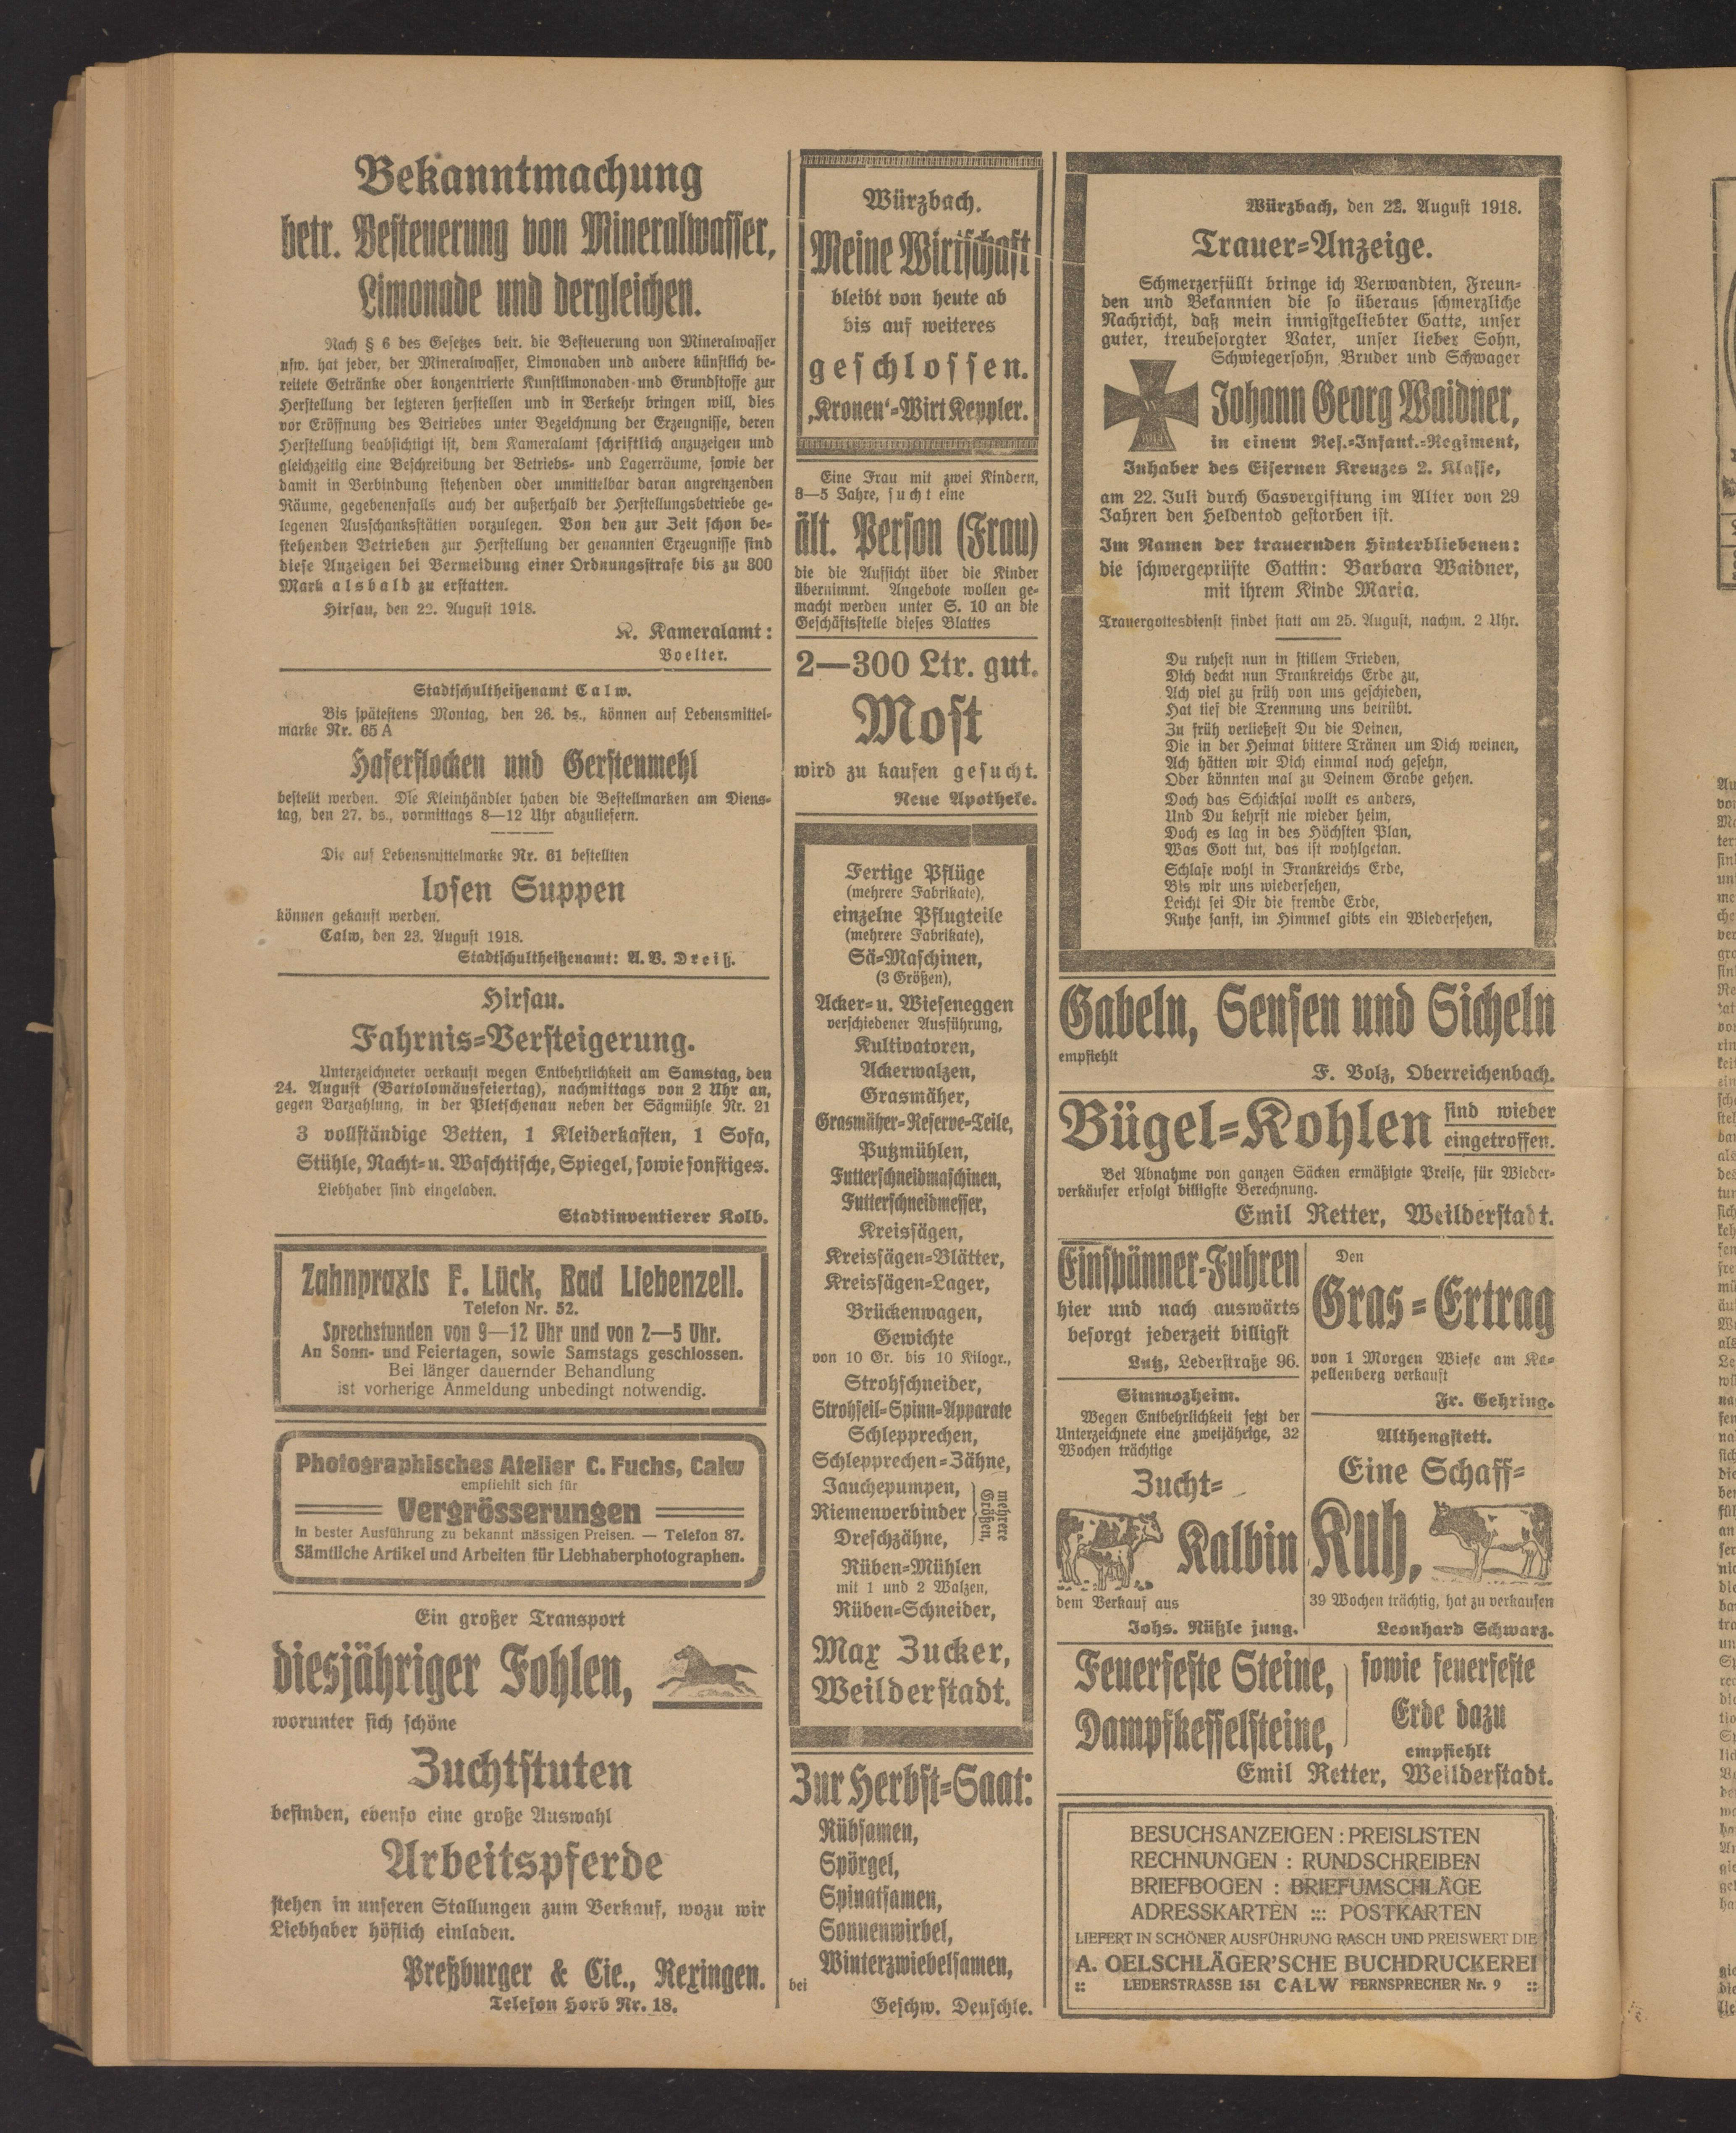 Bekanntmachung
betr. Besteuerung von Mineralwasser,
Limonade und dergleichen.
Nach § 6 des Gesetzes betr. die Besteuerung von Mineralwasser
usw. hat jeder, der Mineralwasser, Limonaden und andere künstlich be-
reitete Getränke oder konzentrierte Kunstlimonaden und Grundstoffe zur
Herstellung der letzteren herstellen und in Verkehr bringen will, dies
vor Eröffnung des Betriebes unter Bezeichnung der Erzeugnisse, deren
Herstellung beabsichtigt ist, dem Kameralamt schriftlich anzuzeigen und
gleichzeitig eine Beschreibung der Betriebs- und Lagerräume, sowie der
damit in Verbindung stehenden oder unmittelbar daran angrenzenden
Räume, gegebenenfalls auch der außerhalb der Herstellungsbetriebe ge-
legenen Ausschanksstätten vorzulegen. Von den zur Zeit schon be-
stehenden Betrieben zur Herstellung der genannten Erzeugnisse sind
diese Anzeigen bei Vermeidung einer Ordnungsstrafe bis zu 300
Mark alsbald zu erstatten.
Hirsau, den 22. August 1918.
K. Kameralamt:
Voelter.
Stadtschultheißenamt Calw.
Bis spätestens Montag, den 26. ds., können auf Lebensmittel-
marke Nr. 65 A
Haferflocken und Gerstenmehl
bestellt werden. Die Kleinhändler haben die Bestellmarken am Diens-
tag, den 27. ds., vormittags 8—12 Uhr abzuliefern.
Die auf Lebensmittelmarke Nr. 61 bestellten
losen Suppen
können gekauft werden.
Calw, den 23. August 1918.
Stadtschultheißenamt: A. V. Dreiß.
Hirsau.
Fahrnis-Versteigerung.
Unterzeichneter verkauft wegen Entbehrlichkeit am Samstag, den
24. August (Bartolomäusfeiertag), nachmittags von 2 Uhr an,
gegen Barzahlung, in der Pletschenau neben der Sägmühle Nr. 21
3 vollständige Betten, 1 Kleiderkasten, 1 Sofa,
Stühle, Nacht- u. Waschtische, Spiegel, sowie sonstiges.
Liebhaber sind eingeladen.
Stadtinventierer Kolb.
Zahnpraxis F. Lück, Bad Liebenzell.
Telefon Nr. 52.
Sprechstunden von 9—12 Uhr und von 2—5 Uhr.
An Sonn- und Feiertagen, sowie Samstags geschlossen.
Bei länger dauernder Behandlung
ist vorherige Anmeldung unbedingt notwendig.
Photographisches Atelier C. Fuchs, Calw
empfiehlt sich für
Vergrösserungen
in bester Ausführung zu bekannt mässigen Preisen. — Telefon 87.
Sämtliche Artikel und Arbeiten für Liebhaberphotographen.
Ein großer Transport
diesjähriger Fohlen,
worunter sich schöne
Zuchtstuten
befinden, ebenso eine große Auswahl
Arbeitspferde
stehen in unseren Stallungen zum Verkauf, wozu wir
Liebhaber höflich einladen.
Preßburger & Cie., Rexingen.
Telefon Horb Nr. 18.
Würzbach.
Meine Wirtschaft
bleibt von heute ab
bis auf weiteres
geschlossen.
„Kronen“-Wirt Keppler.
Eine Frau mit zwei Kindern,
3—5 Jahre, sucht eine
ält. Person (Frau)
die die Aufsicht über die Kinder
übernimmt. Angebote wollen ge-
macht werden unter S. 10 an die
Geschäftsstelle dieses Blattes
2—300 Ltr. gut.
Most
wird zu kaufen gesucht.
Neue Apotheke.
Fertige Pflüge
(mehrere Fabrikate),
einzelne Pflugteile
(mehrere Fabrikate),
Sä-Maschinen,
(3 Größen),
Acker- u. Wieseneggen
verschiedener Ausführung,
Kultivatoren,
Ackerwalzen,
Grasmäher,
Grasmäher-Reserve-Teile,
Putzmühlen,
Futterschneidmaschinen,
Futterschneidmesser,
Kreissägen,
Kreissägen-Blätter,
Kreissägen-Lager,
Brückenwagen,
Gewichte
von 10 Gr. bis 10 Kilogr.,
Strohschneider,
Strohseil-Spinn-Apparate
Schlepprechen,
Schlepprechen-Zähne,
Jauchepumpen,
Riemenverbinder
Dreschzähne,
mehrere
Größen,
Rüben-Mühlen
mit 1 und 2 Walzen,
Rüben-Schneider,
Max Zucker,
Weilderstadt.
Zur Herbst-Saat:
Rübsamen,
Spörgel,
Spinatsamen,
Sonnenwirbel,
Winterzwiebelsamen,
bei
Geschw. Deuschle.
Würzbach, den 22. August 1918.
Trauer-Anzeige.
Schmerzerfüllt bringe ich Verwandten, Freun-
den und Bekannten die so überaus schmerzliche
Nachricht, daß mein innigstgeliebter Gatte, unser
guter, treubesorgter Vater, unser lieber Sohn,
Schwiegersohn, Bruder und Schwager
Johann Georg Waidner,
in einem Res.-Infant.-Regiment,
Inhaber des Eisernen Kreuzes 2. Klasse,
am 22. Juli durch Gasvergiftung im Alter von 29
Jahren den Heldentod gestorben ist.
Im Namen der trauernden Hinterbliebenen:
die schwergeprüfte Gattin: Barbara Waidner,
mit ihrem Kinde Maria.
Trauergottesdienst findet statt am 25. August, nachm. 2 Uhr.
Du ruhest nun in stillem Frieden,
Dich deckt nun Frankreichs Erde zu,
Ach viel zu früh von uns geschieden,
Hat tief die Trennung uns betrübt.
Zu früh verließest Du die Deinen,
Die in der Heimat bittere Tränen um Dich weinen,
Ach hätten wir Dich einmal noch gesehn,
Oder könnten mal zu Deinem Grabe gehen.
Doch das Schicksal wollt es anders,
Und Du kehrst nie wieder heim,
Doch es lag in des Höchsten Plan,
Was Gott tut, das ist wohlgetan.
Schlafe wohl in Frankreichs Erde,
Bis wir uns wiedersehen,
Leicht sei Dir die fremde Erde,
Ruhe sanft, im Himmel gibts ein Wiedersehen,
Gabeln, Sensen und Sicheln
empfiehlt
F. Volz, Oberreichenbach.
Bügel-Kohlen sind wieder
eingetroffen.
Bei Abnahme von ganzen Säcken ermäßigte Preise, für Wieder-
verkäufer erfolgt billigste Berechnung.
Emil Retter, Weilderstadt.
Einspänner-Fuhren
hier und nach auswärts
besorgt jederzeit billigst
Lutz, Lederstraße 96.
Simmozheim.
Wegen Entbehrlichkeit setzt der
Unterzeichnete eine zweijährige, 32
Wochen trächtige
Zucht-
Kalbin
dem Verkauf aus
Johs. Nüßle jung.
Den
Gras-Ertrag
von 1 Morgen Wiese am Ka-
pellenberg verkauft
Fr. Gehring.
Althengstett.
Eine Schaff-
Kuh,
39 Wochen trächtig, hat zu verkaufen
Leonhard Schwarz.
Feuerfeste Steine,
Dampfkesselsteine,
sowie feuerfeste
Erde dazu
empfiehlt
Emil Retter, Weilderstadt.
BESUCHSANZEIGEN : PREISLISTEN
RECHNUNGEN : RUNDSCHREIBEN
BRIEFBOGEN : BRIEFUMSCHLÄGE
ADRESSKARTEN ::: POSTKARTEN
LIEFERT IN SCHÖNER AUSFÜHRUNG RASCH UND PREISWERT DIE
A. OELSCHLÄGER'SCHE BUCHDRUCKEREI
:: LEDERSTRASSE 151 CALW FERNSPRECHER Nr. 9 ::